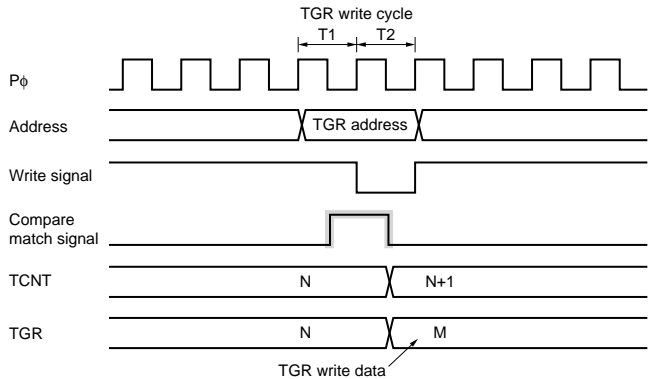 TGR write cycle
T1 T2
Pϕ
Address
TGR address
Write signal
Compare
match signal
TCNT
N
N+1
TGR
N
M
TGR write data